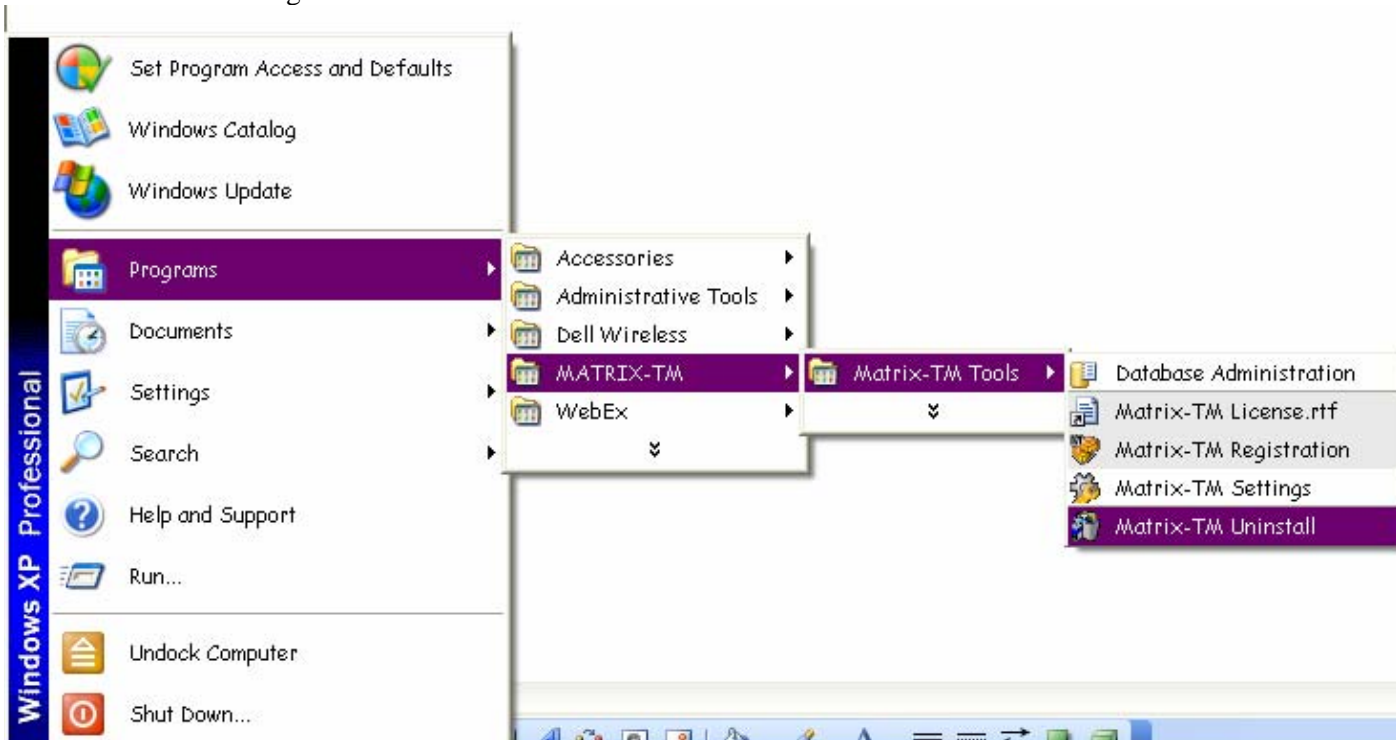 Set Program Access and Defaults
Windows Catalog
Windows Update
Programs
Documents
Settings
Search
Help and Support
Run...
Undock Computer
Shut Down...
Windows XP Professional
Accessories
Administrative Tools
Dell Wireless
MATRIX-TM
WebEx
Matrix-TM Tools
Database Administration
Matrix-TM License.rtf
Matrix-TM Registration
Matrix-TM Settings
Matrix-TM Uninstall